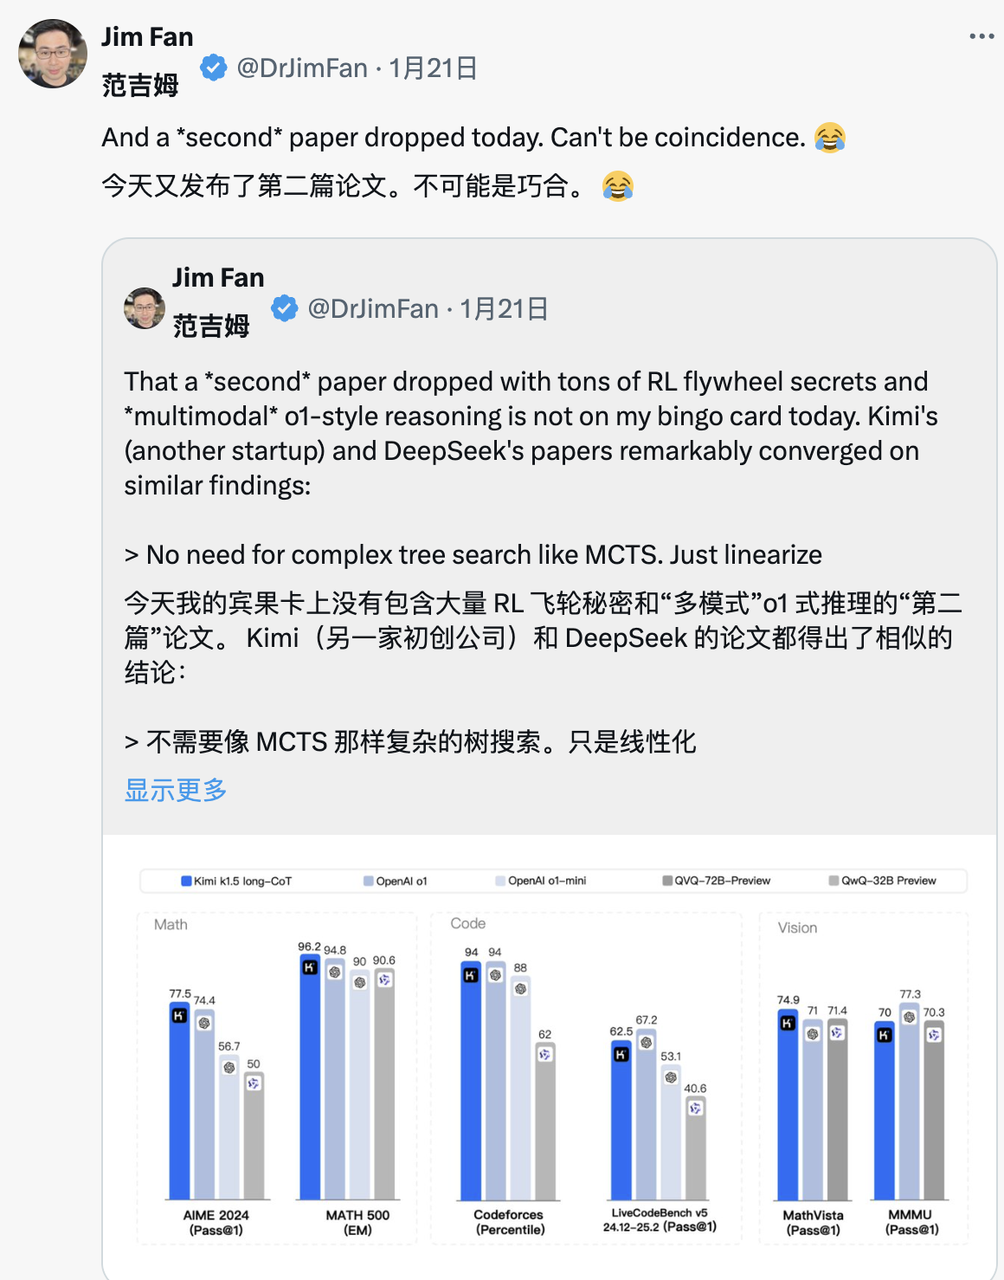 Jim Fan
范吉姆
@DrJimFan · 1月21日
And a *second* paper dropped today. Can't be coincidence. 😂
今天又发布了第二篇论文。不可能是巧合。 😂
Jim Fan
范吉姆
@DrJimFan · 1月21日
That a *second* paper dropped with tons of RL flywheel secrets and
*multimodal* o1-style reasoning is not on my bingo card today. Kimi's
(another startup) and DeepSeek's papers remarkably converged on
similar findings:
> No need for complex tree search like MCTS. Just linearize
今天我的宾果卡上没有包含大量 RL 飞轮秘密和“多模式”o1 式推理的“第二
篇”论文。 Kimi（另一家初创公司）和 DeepSeek 的论文都得出了相似的
结论：
> 不需要像 MCTS 那样复杂的树搜索。只是线性化
显示更多
Kimi k1.5 long-CoT OpenAI o1 OpenAI o1-mini QVQ-72B-Preview QwQ-32B Preview
Math
77.5 74.4 56.7 50
96.2 94.8 90 90.6
AIME 2024
(Pass@1)
MATH 500
(EM)
Code
94 94 88 62
62.5 67.2 53.1 40.6
Codeforces
(Percentile)
LiveCodeBench v5
24.12-25.2 (Pass@1)
Vision
74.9 71 71.4
70 77.3 70.3
MathVista
(Pass@1)
MMMU
(Pass@1)